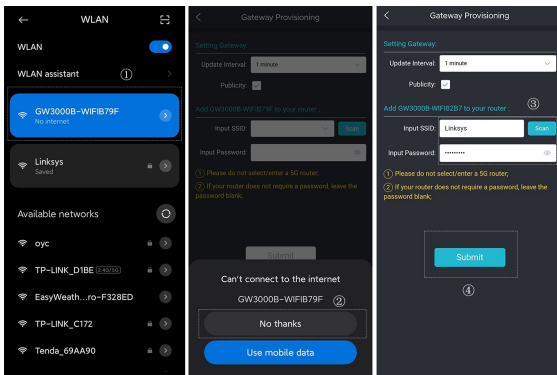 WLAN
WLAN
WLAN assistant
①
GW3000B-WIFIB79F
No internet
Linksys
Saved
Available networks
oyc
TP-LINK_D1BE 2.4G/5G
EasyWeath...ro-F328ED
TP-LINK_C172
Tenda_69AA90
Gateway Provisioning
Setting Gateway:
Update Interval: 1 minute
Publicity:
Add GW3000B-WIFIB79F to your router :
Input SSID:
Scan
Input Password:
① Please do not select/enter a 5G router;
② If your router does not require a password, leave the
password blank;
Submit
Can't connect to the internet
GW3000B-WIFIB79F
②
No thanks
Use mobile data
Gateway Provisioning
Setting Gateway:
Update Interval: 1 minute
Publicity:
③
Add GW3000B-WIFI82B7 to your router :
Input SSID: Linksys Scan
Input Password: •••••••••
① Please do not select/enter a 5G router;
② If your router does not require a password, leave the
password blank;
Submit
④